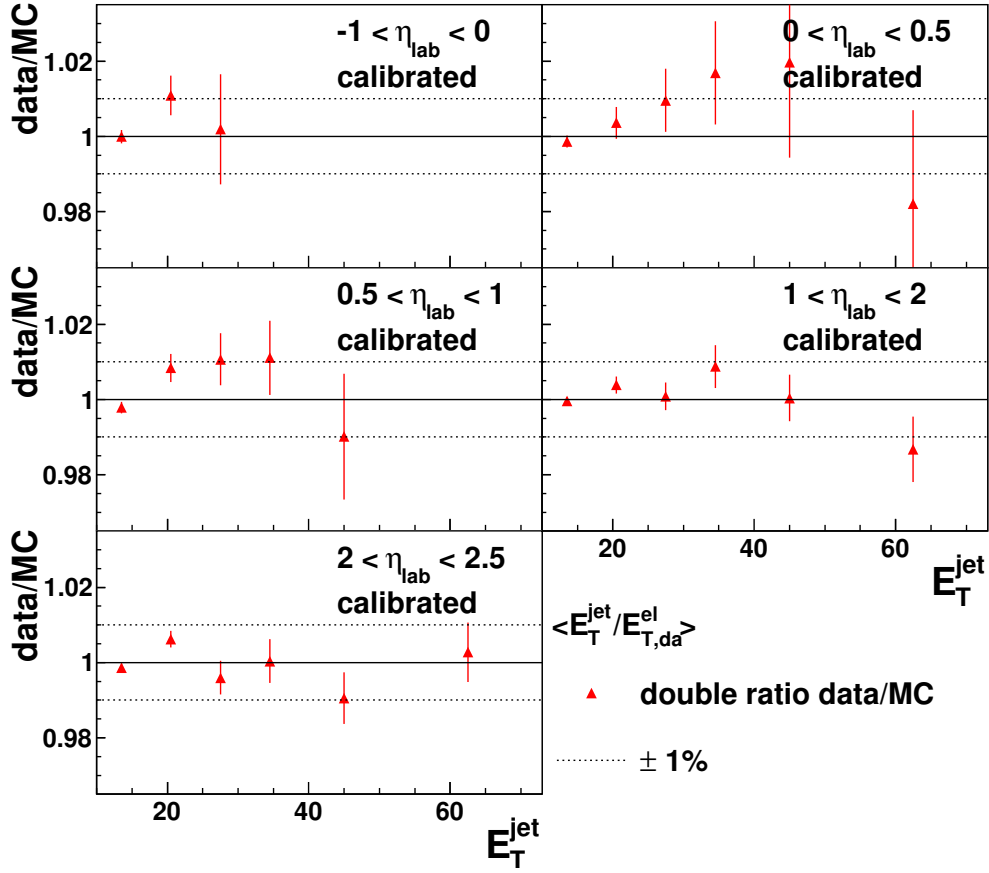 data/MC
1.02
1
0.98
-1 < η_lab < 0
calibrated
0 < η_lab < 0.5
calibrated
data/MC
1.02
1
0.98
0.5 < η_lab < 1
calibrated
1 < η_lab < 2
calibrated
20 40 60
E_T^jet
data/MC
1.02
1
0.98
2 < η_lab < 2.5
calibrated
20 40 60
E_T^jet
<E_T^jet/E_T,da^el>
double ratio data/MC
± 1%